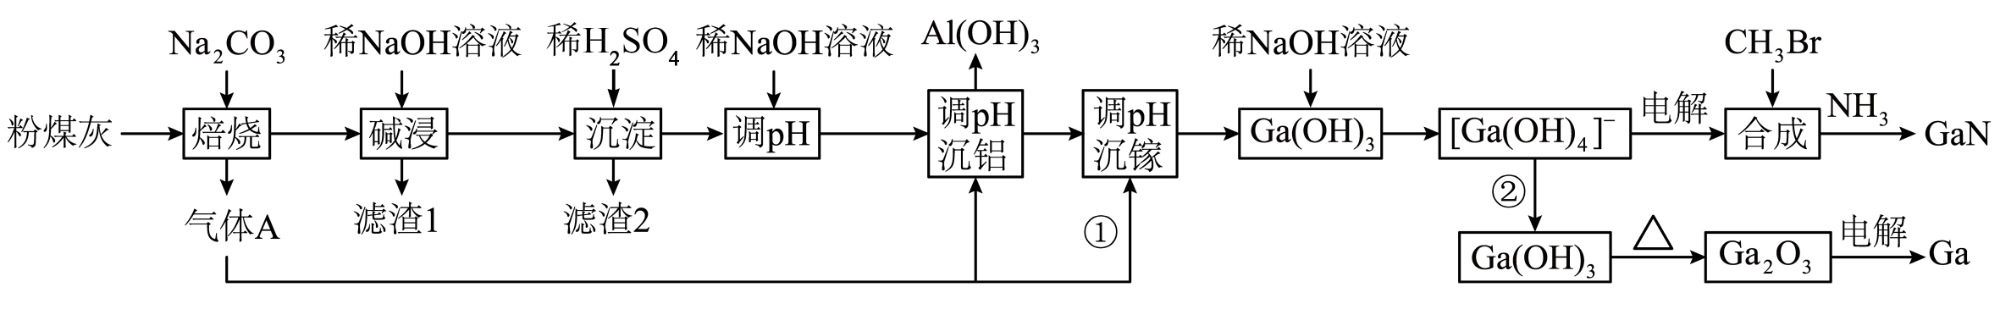 Na₂CO₃ 稀NaOH溶液 稀H₂SO₄ 稀NaOH溶液 Al(OH)₃ 稀NaOH溶液 CH₃Br
粉煤灰 焙烧 碱浸 沉淀 调pH 调pH沉铝 调pH沉镓 Ga(OH)₃ [Ga(OH)₄]⁻ 电解 合成 NH₃ GaN
气体A 滤渣1 滤渣2 ① ②
Ga(OH)₃ △ Ga₂O₃ 电解 Ga